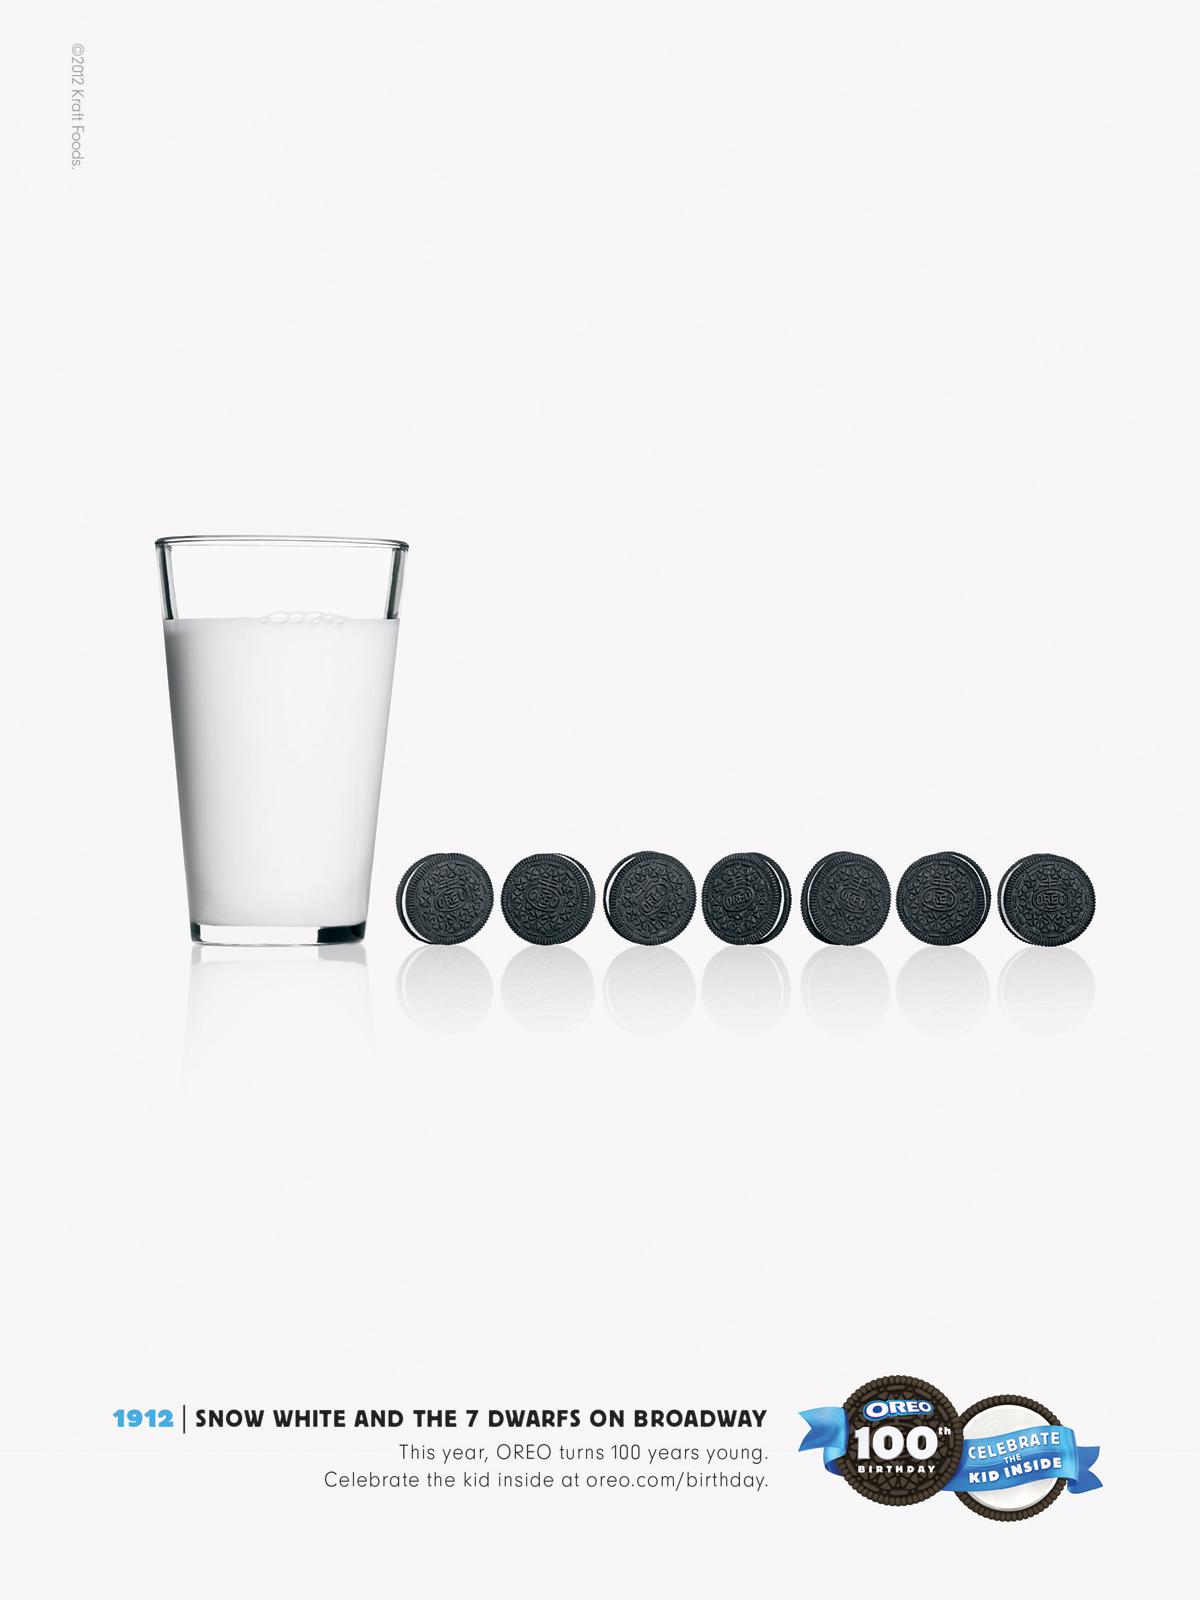 ©2012 Kraft Foods.
OREO
OREO
OREO
OREO
OREO
OREO
OREO
1912 | SNOW WHITE AND THE 7 DWARFS ON BROADWAY
This year, OREO turns 100 years young.
Celebrate the kid inside at oreo.com/birthday.
OREO
100th
BIRTHDAY
CELEBRATE
THE
KID INSIDE